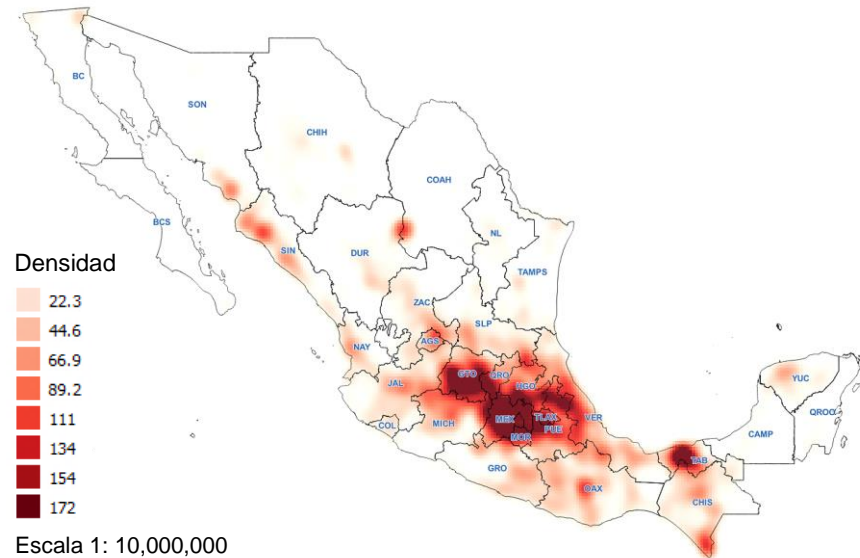 BC
SON
CHIH
COAH
BCS
NL
SIN
DUR
TAMPS
Densidad
22.3
44.6
66.9
89.2
111
134
154
172
ZAC
SLP
NAY
AGS
JAL
GTO
QRO
HGO
YUC
COL
MICH
MEX
TLAX
VER
MOR
PUE
CAMP
QROO
GRO
OAX
TAB
CHIS
Escala 1: 10,000,000